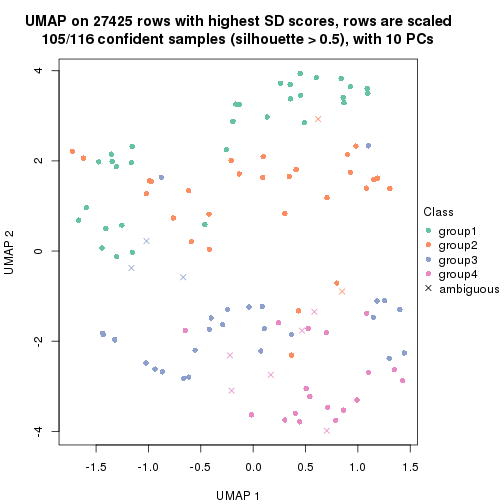 UMAP on 27425 rows with highest SD scores, rows are scaled
105/116 confident samples (silhouette > 0.5), with 10 PCs
UMAP 2
4
2
0
-2
-4
-1.5
-1.0
-0.5
0.0
0.5
1.0
1.5
UMAP 1
Class
group1
group2
group3
group4
ambiguous